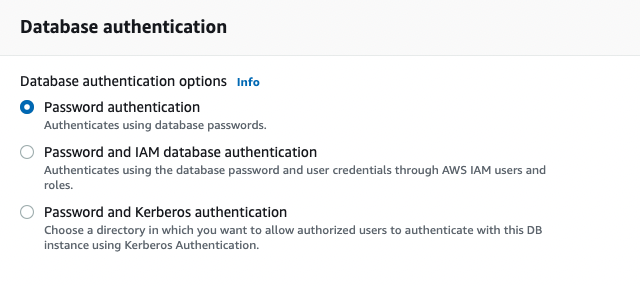 Database authentication
Database authentication options Info
Password authentication
Authenticates using database passwords.
Password and IAM database authentication
Authenticates using the database password and user credentials through AWS IAM users and
roles.
Password and Kerberos authentication
Choose a directory in which you want to allow authorized users to authenticate with this DB
instance using Kerberos Authentication.